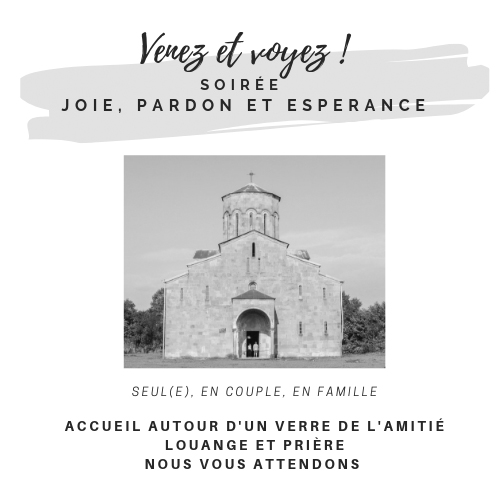 Venez et voyez !
SOIRÉE
JOIE, PARDON ET ESPERANCE
SEUL(E), EN COUPLE, EN FAMILLE
ACCUEIL AUTOUR D'UN VERRE DE L'AMITIÉ
LOUANGE ET PRIÈRE
NOUS VOUS ATTENDONS